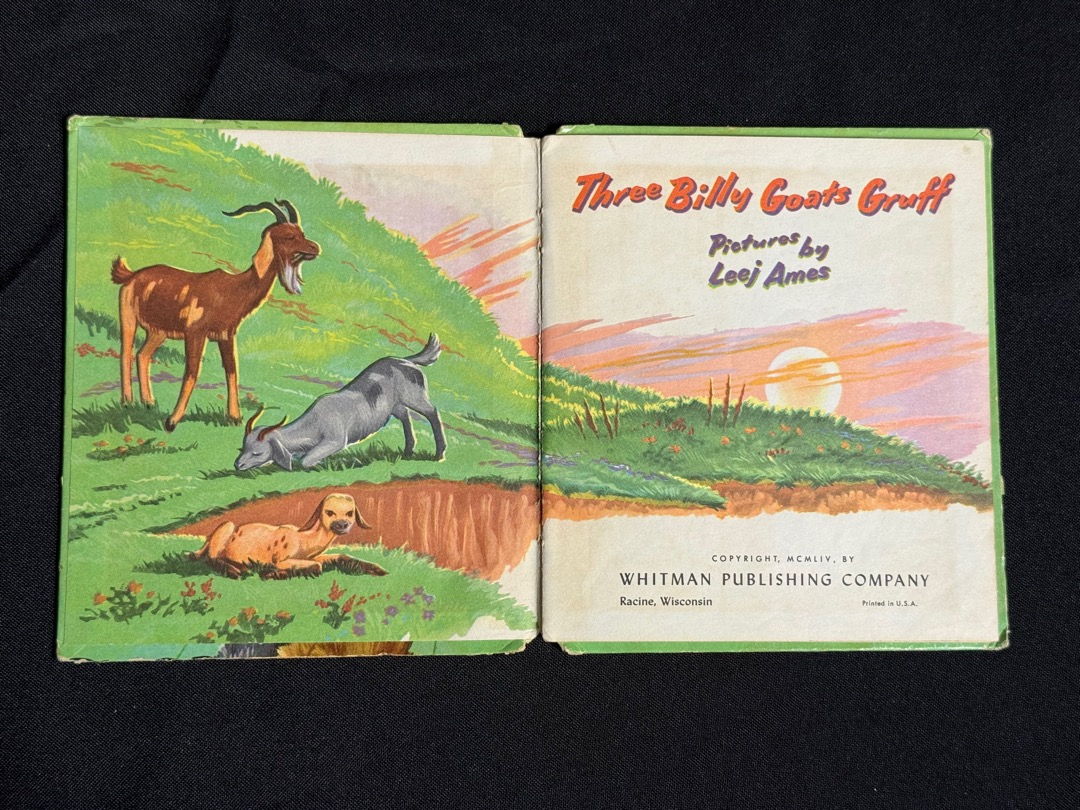 Three Billy Goats Gruff
Pictures by
Leej Ames
COPYRIGHT, MCMLIV, BY
WHITMAN PUBLISHING COMPANY
Racine, Wisconsin
Printed in U.S.A.